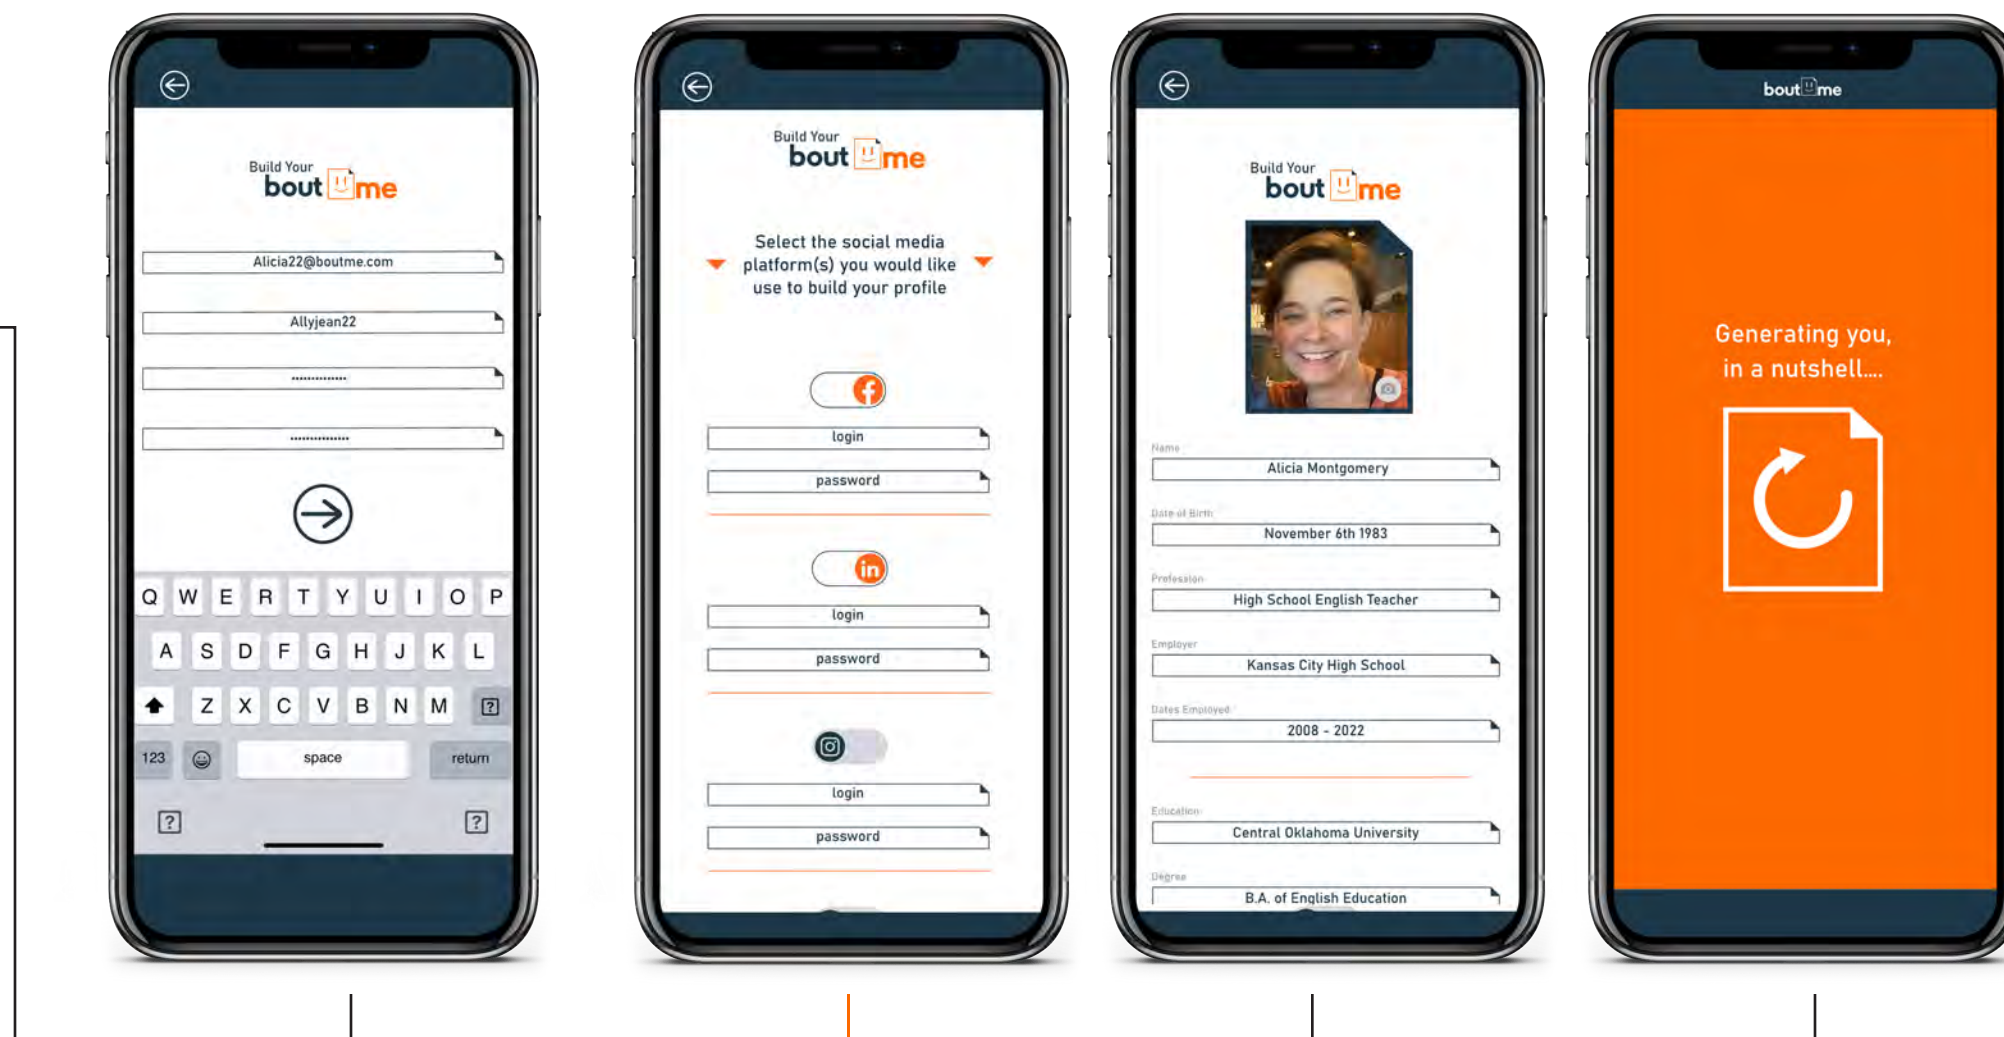 Build Your
bout me
Alicia22@boutme.com
Allyjean22
••••••••••••••
•••••••••••••••
Q W E R T Y U I O P
A S D F G H J K L
Z X C V B N M ?
123 space return
? ?
Build Your
bout me
Select the social media
platform(s) you would like
use to build your profile
f
login
password
in
login
password
login
password
Build Your
bout me
Name
Alicia Montgomery
Date of Birth
November 6th 1983
Profession
High School English Teacher
Employer
Kansas City High School
Dates Employed
2008 - 2022
Education
Central Oklahoma University
Degree
B.A. of English Education
bout me
Generating you,
in a nutshell....